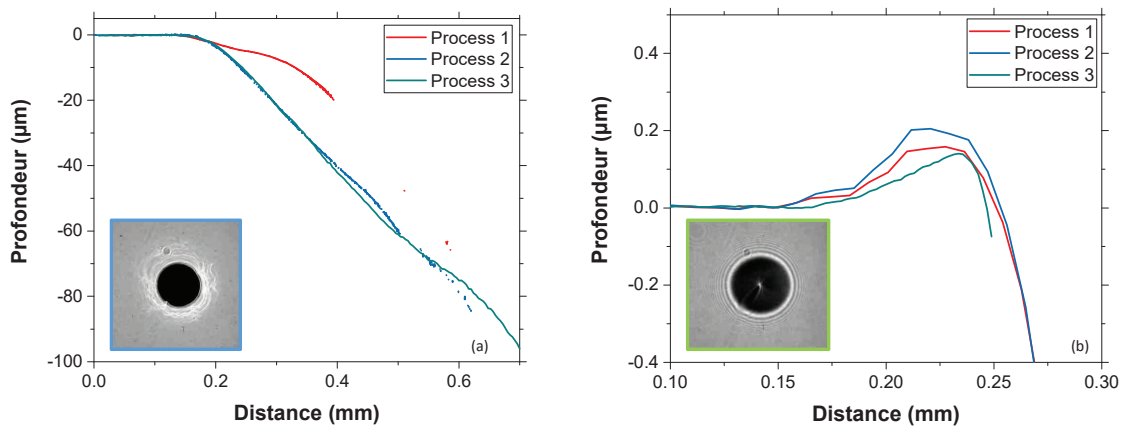 0
-20
-40
-60
-80
-100
0.0
0.2
0.4
0.6
Profondeur (µm)
Distance (mm)
Process 1
Process 2
Process 3
(a)
0.4
0.2
0.0
-0.2
-0.4
0.10
0.15
0.20
0.25
0.30
Profondeur (µm)
Distance (mm)
Process 1
Process 2
Process 3
(b)